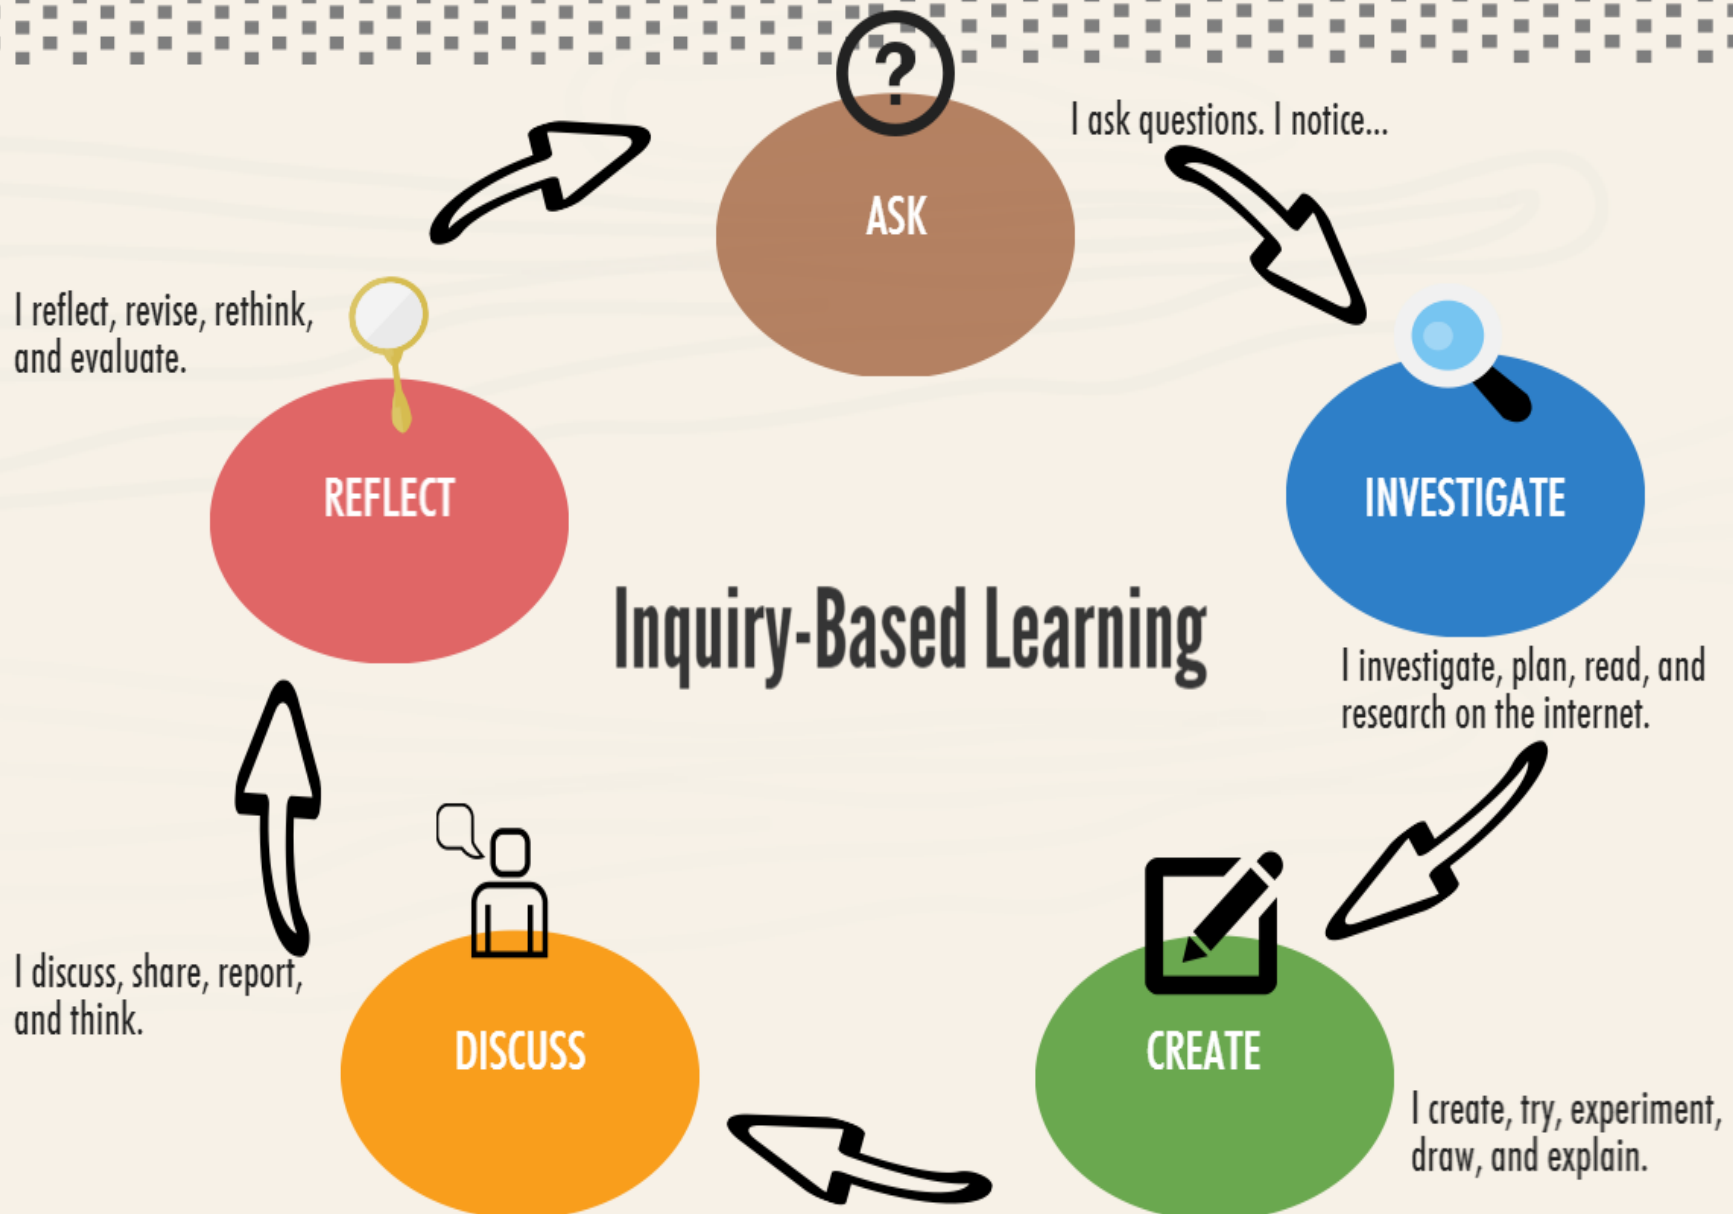 ?
ASK
I ask questions. I notice...
INVESTIGATE
I investigate, plan, read, and
research on the internet.
CREATE
I create, try, experiment,
draw, and explain.
DISCUSS
I discuss, share, report,
and think.
REFLECT
I reflect, revise, rethink,
and evaluate.
Inquiry-Based Learning